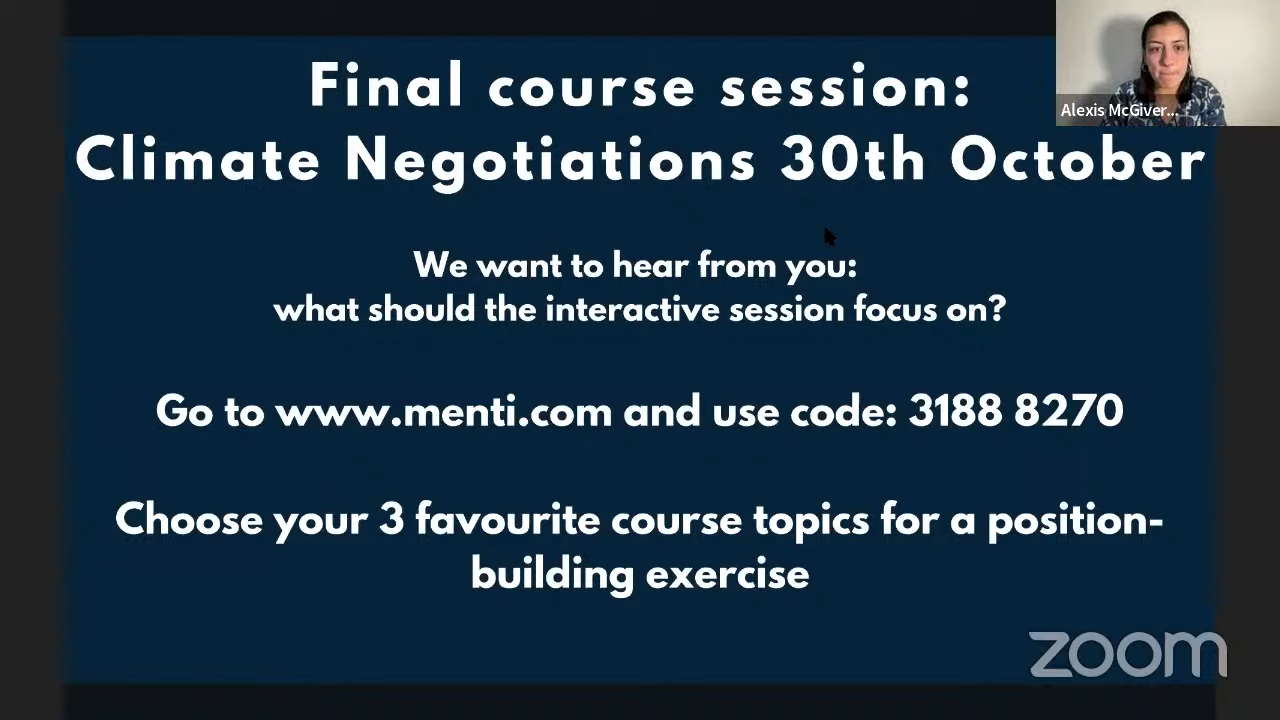 Final course session:
Climate Negotiations 30th October
Alexis McGiver...
We want to hear from you:
what should the interactive session focus on?
Go to www.menti.com and use code: 3188 8270
Choose your 3 favourite course topics for a position-
building exercise
zoom